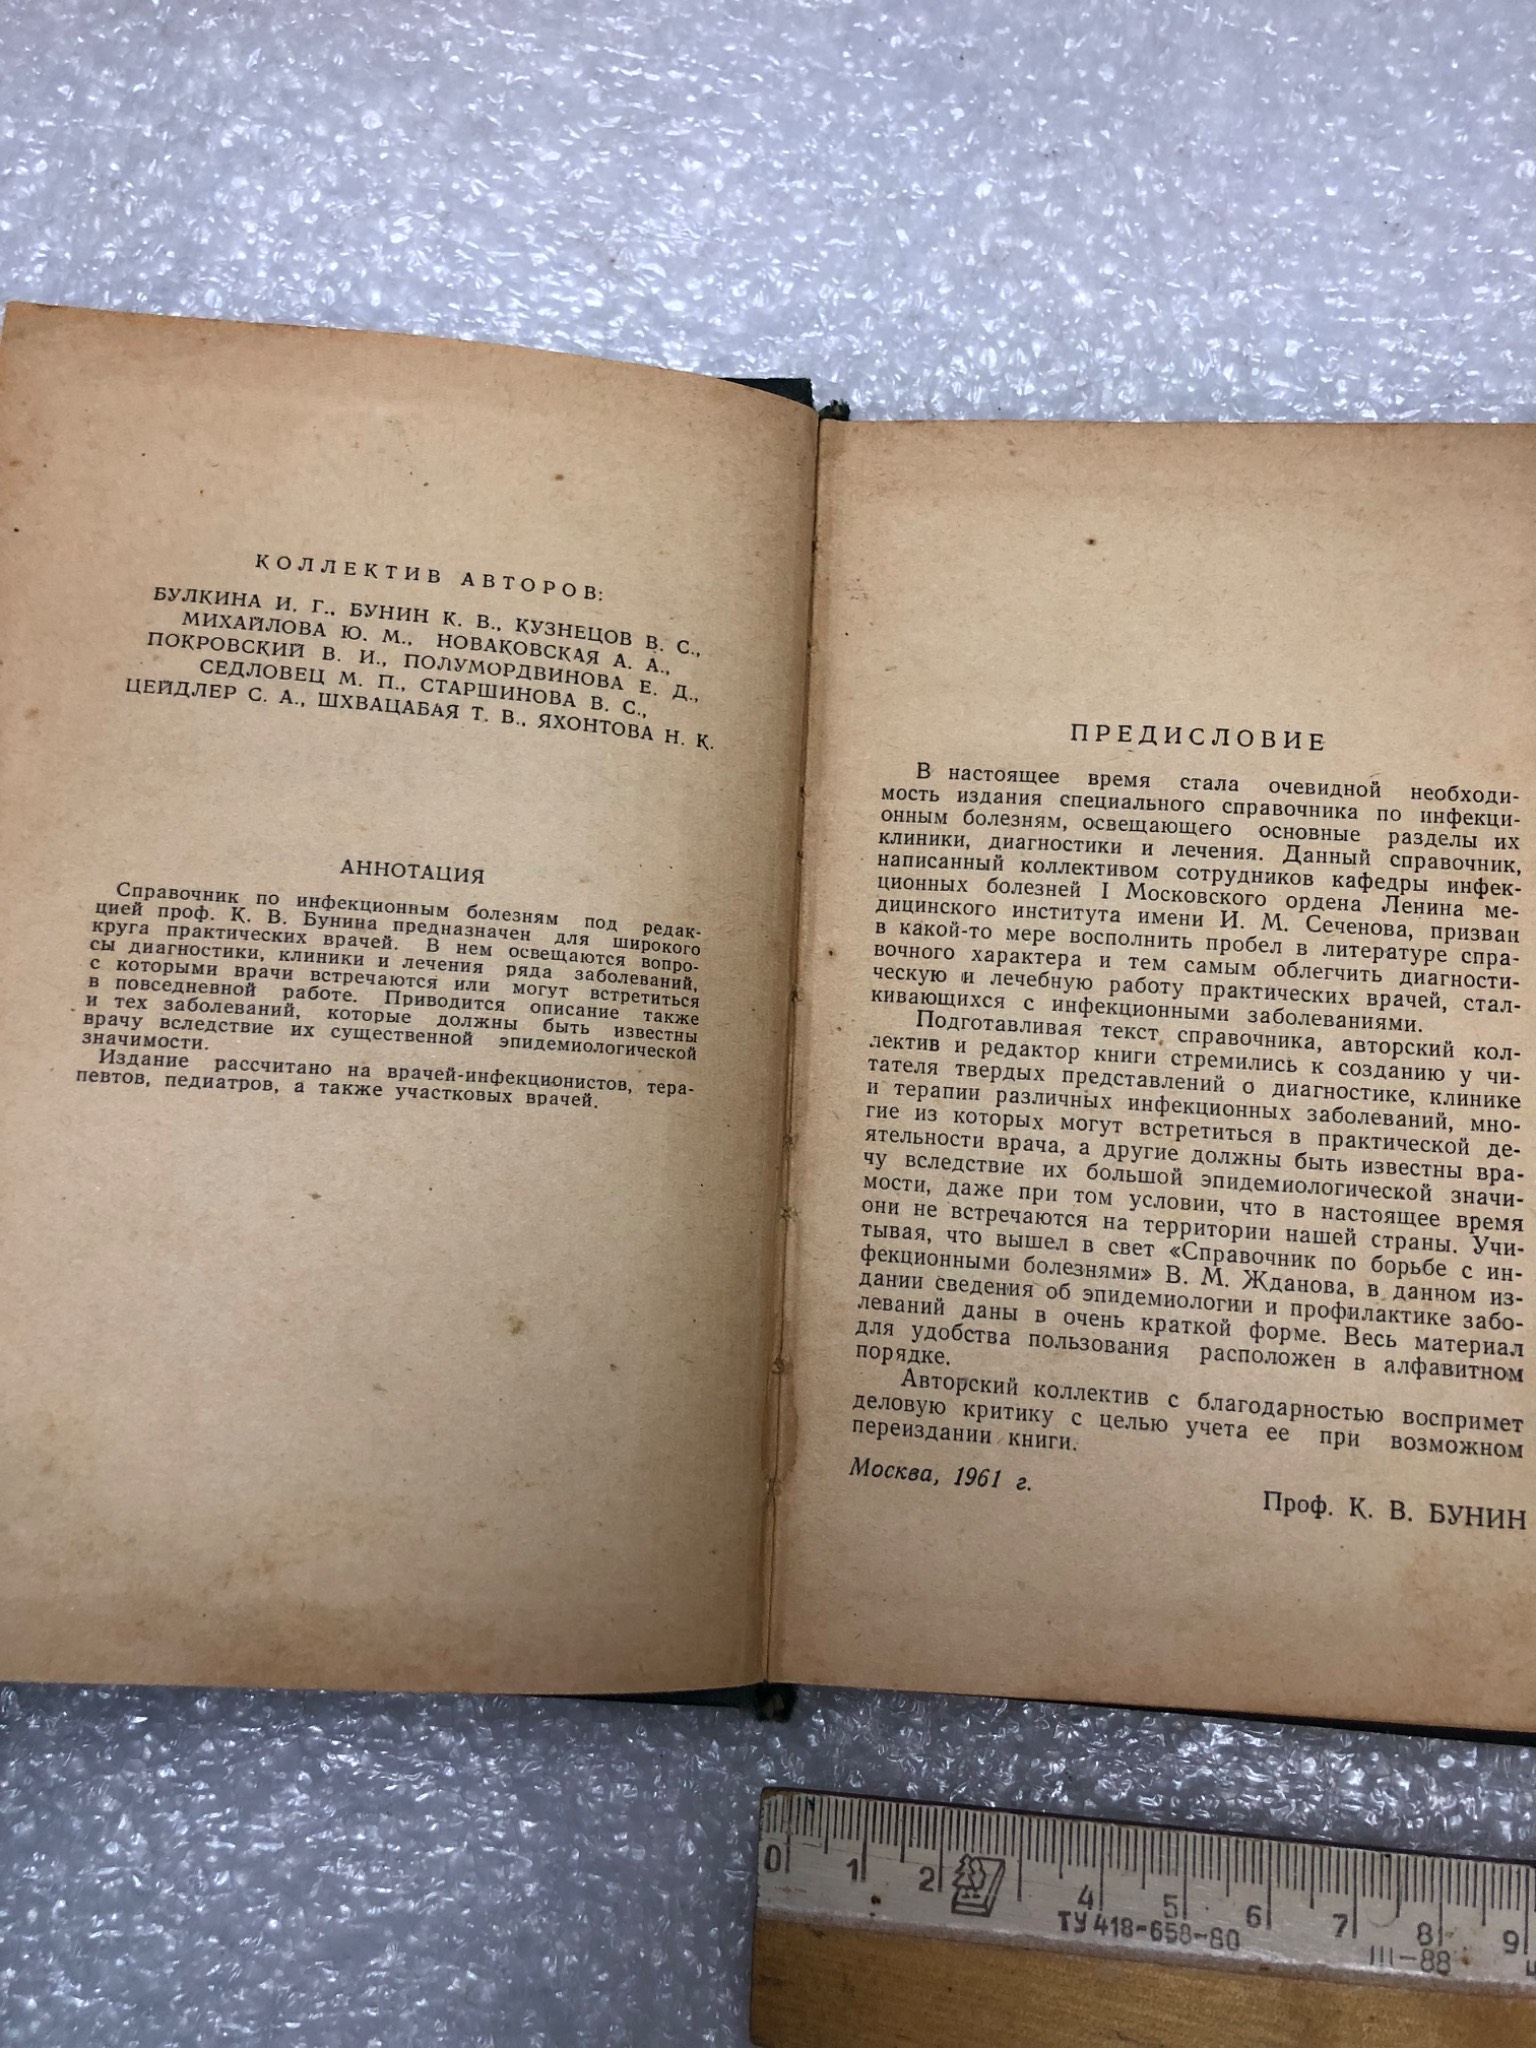 КОЛЛЕКТИВ АВТОРОВ:
БУЛКИНА И. Г., БУНИН К. В., КУЗНЕЦОВ В. С.,
МИХАЙЛОВА Ю. М., НОВАКОВСКАЯ А. А.,
ПОКРОВСКИЙ В. И., ПОЛУМОРДВИНОВА Е. Д.,
СЕДЛОВЕЦ М. П., СТАРШИНОВА В. С.,
ЦЕЙДЛЕР С. А., ШХВАЦАБАЯ Т. В., ЯХОНТОВА Н. К.
АННОТАЦИЯ
Справочник по инфекционным болезням под редак-
цией проф. К. В. Бунина предназначен для широкого
круга практических врачей. В нем освещаются вопро-
сы диагностики, клиники и лечения ряда заболеваний,
с которыми врачи встречаются или могут встретиться
в повседневной работе. Приводится описание также
и тех заболеваний, которые должны быть известны
врачу вследствие их существенной эпидемиологической
значимости.
Издание рассчитано на врачей-инфекционистов, тера-
певтов, педиатров, а также участковых врачей.
ПРЕДИСЛОВИЕ
В настоящее время стала очевидной необходи-
мость издания специального справочника по инфекци-
онным болезням, освещающего основные разделы их
клиники, диагностики и лечения. Данный справочник,
написанный коллективом сотрудников кафедры инфек-
ционных болезней I Московского ордена Ленина ме-
дицинского института имени И. М. Сеченова, призван
в какой-то мере восполнить пробел в литературе спра-
вочного характера и тем самым облегчить диагности-
ческую и лечебную работу практических врачей, стал-
кивающихся с инфекционными заболеваниями.
Подготавливая текст справочника, авторский кол-
лектив и редактор книги стремились к созданию у чи-
тателя твердых представлений о диагностике, клинике
и терапии различных инфекционных заболеваний, мно-
гие из которых могут встретиться в практической де-
ятельности врача, а другие должны быть известны вра-
чу вследствие их большой эпидемиологической значи-
мости, даже при том условии, что в настоящее время
они не встречаются на территории нашей страны. Учи-
тывая, что вышел в свет «Справочник по борьбе с ин-
фекционными болезнями» В. М. Жданова, в данном из-
дании сведения об эпидемиологии и профилактике забо-
леваний даны в очень краткой форме. Весь материал
для удобства пользования расположен в алфавитном
порядке.
Авторский коллектив с благодарностью воспримет
деловую критику с целью учета ее при возможном
переиздании книги.
Москва, 1961 г.
Проф. К. В. БУНИН
0 1 2 4 5 6 7 8 9
ТУ 418-658-80
III-88